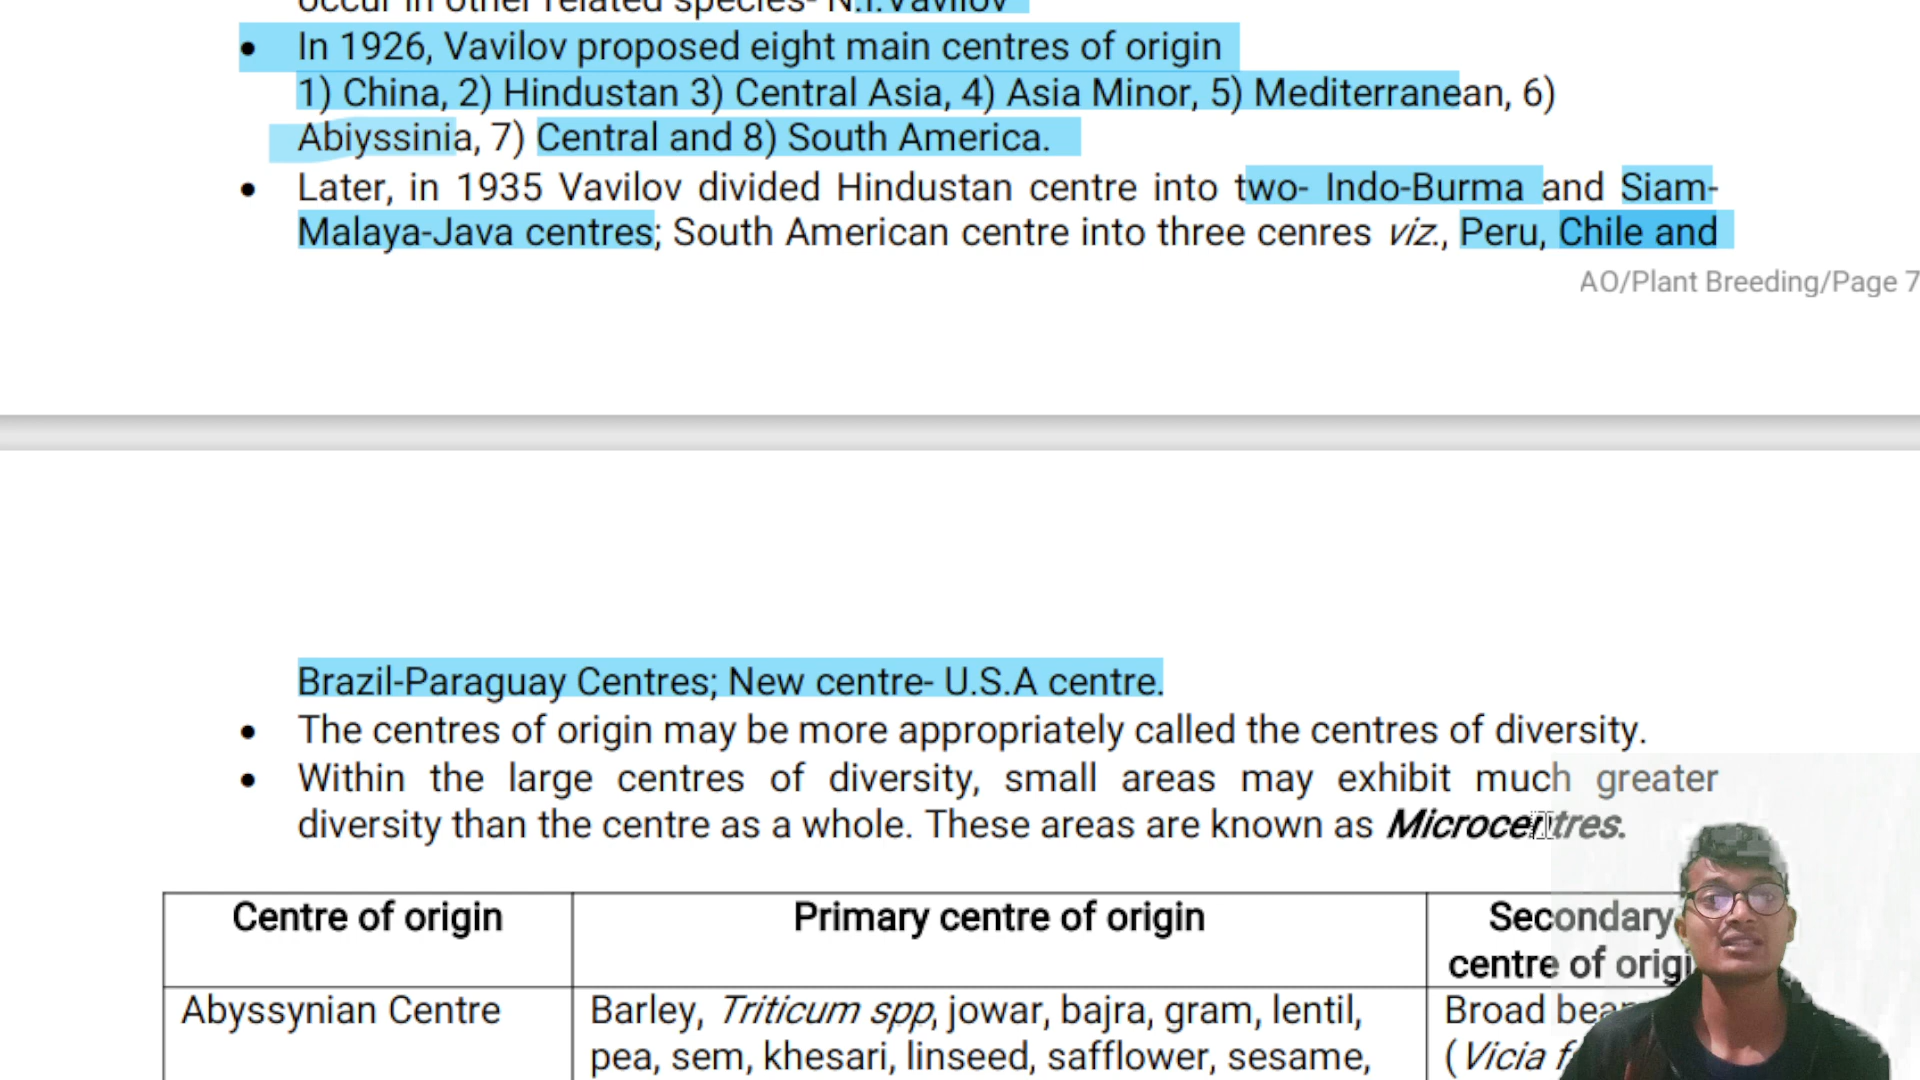 occur in other related species- N.I.Vavilov
• In 1926, Vavilov proposed eight main centres of origin
1) China, 2) Hindustan 3) Central Asia, 4) Asia Minor, 5) Mediterranean, 6)
Abiyssinia, 7) Central and 8) South America.
• Later, in 1935 Vavilov divided Hindustan centre into two- Indo-Burma and Siam-
Malaya-Java centres; South American centre into three cenres viz., Peru, Chile and
AO/Plant Breeding/Page 7
Brazil-Paraguay Centres; New centre- U.S.A centre.
• The centres of origin may be more appropriately called the centres of diversity.
• Within the large centres of diversity, small areas may exhibit much greater
diversity than the centre as a whole. These areas are known as Microcentres.
Centre of origin
Primary centre of origin
Secondary
centre of origi
Abyssynian Centre
Barley, Triticum spp, jowar, bajra, gram, lentil,
pea, sem, khesari, linseed, safflower, sesame,
Broad bea
(Vicia f